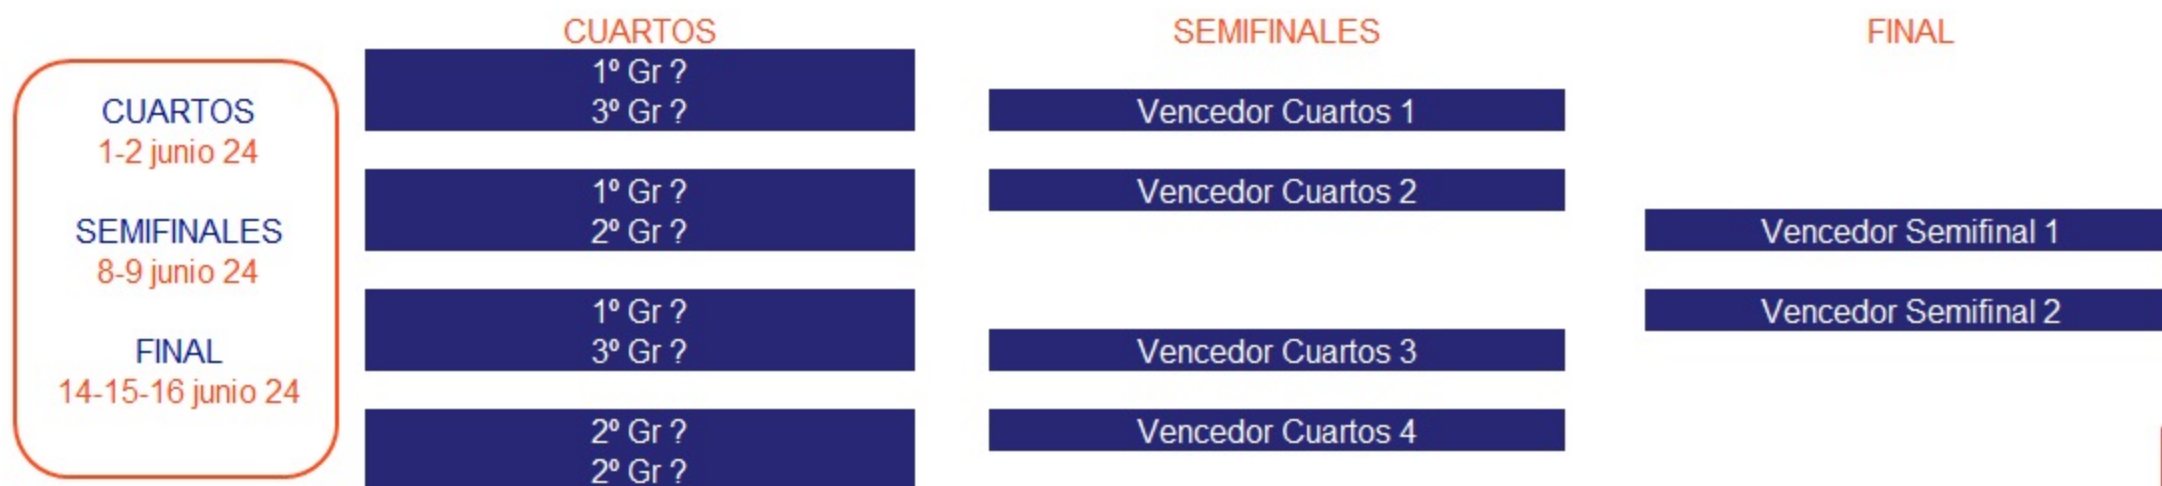 CUARTOS
1-2 junio 24
SEMIFINALES
8-9 junio 24
FINAL
14-15-16 junio 24
CUARTOS
1º Gr ?
3º Gr ?
1º Gr ?
2º Gr ?
1º Gr ?
3º Gr ?
2º Gr ?
2º Gr ?
SEMIFINALES
Vencedor Cuartos 1
Vencedor Cuartos 2
Vencedor Cuartos 3
Vencedor Cuartos 4
FINAL
Vencedor Semifinal 1
Vencedor Semifinal 2